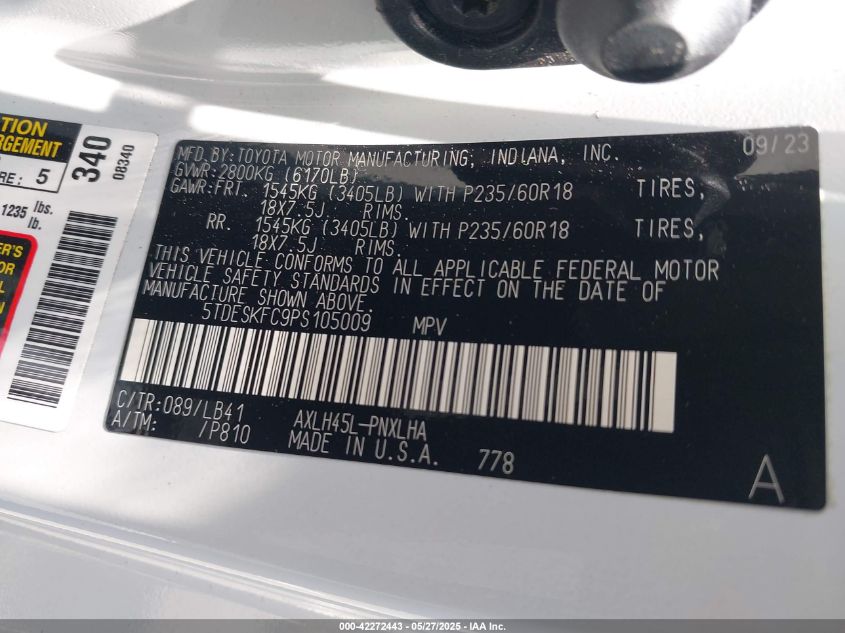 TION
RGEMENT
RE: 5
1235 lbs.
lb.
340
08340
ER'S
OR
L
N
MFD. BY: TOYOTA MOTOR MANUFACTURING, INDIANA, INC. 09/23
GVWR: 2800KG (6170LB)
GAWR: FRT. 1545KG (3405LB) WITH P235/60R18 TIRES,
18X7.5J RIMS.
RR. 1545KG (3405LB) WITH P235/60R18 TIRES,
18X7.5J RIMS.
THIS VEHICLE CONFORMS TO ALL APPLICABLE FEDERAL MOTOR
VEHICLE SAFETY STANDARDS IN EFFECT ON THE DATE OF
MANUFACTURE SHOWN ABOVE.
5TDESKFC9PS105009 MPV
C/TR: 089/LB41 AXLH45L-PNXLHA
A/TM: /P810 MADE IN U.S.A. 778
A
000-42272443 - 05/27/2025 - IAA Inc.